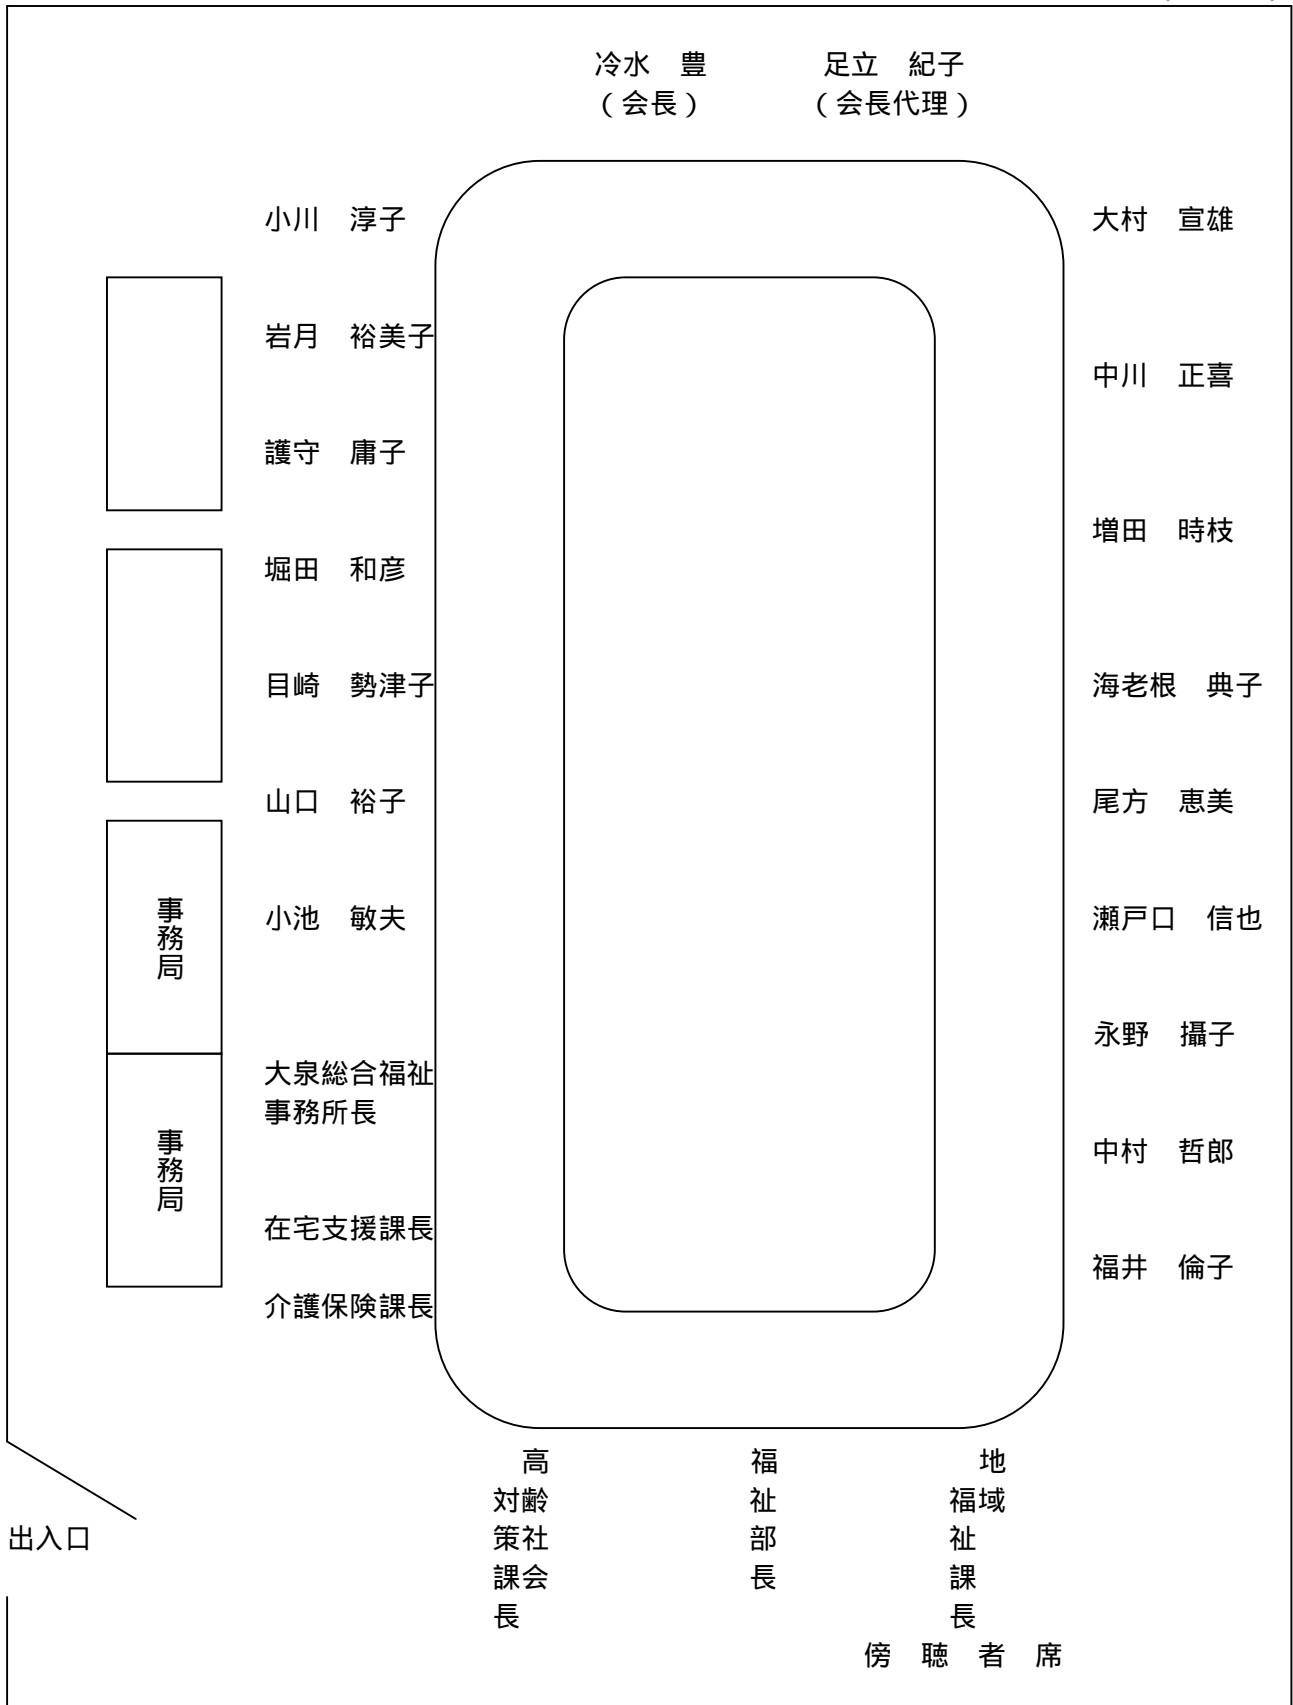 冷水　豊　　　　足立　紀子
（会長）　　　　（会長代理）
小川　淳子
岩月　裕美子
護守　庸子
堀田　和彦
目崎　勢津子
山口　裕子
小池　敏夫
大泉総合福祉
事務所長
在宅支援課長
介護保険課長
事務局
事務局
大村　宣雄
中川　正喜
増田　時枝
海老根　典子
尾方　恵美
瀬戸口　信也
永野　攝子
中村　哲郎
福井　倫子
高齢社会
対策課長
福祉部長
地域
福祉課長
出入口
傍　聴　者　席